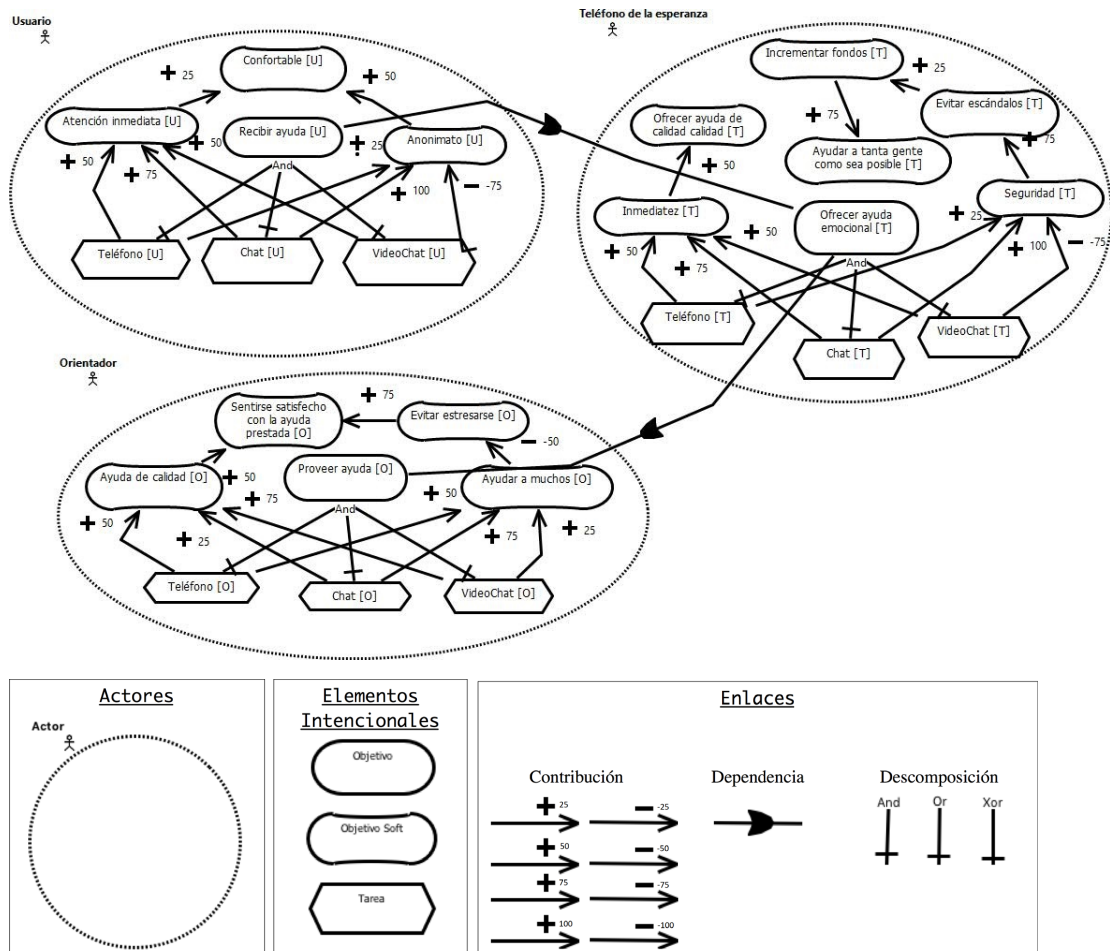 Usuario
Confortable [U]
+ 25
+ 50
Atención inmediata [U]
Recibir ayuda [U]
Anonimato [U]
+ 50
+ 75
+ 50
And
+ 25
+ 100
-75
Teléfono [U]
Chat [U]
VideoChat [U]
Teléfono de la esperanza
Incrementar fondos [T]
+ 25
+ 75
Ofrecer ayuda de
calidad calidad [T]
Evitar escándalos [T]
+ 50
Ayudar a tanta gente
como sea posible [T]
+ 75
Inmediatez [T]
Ofrecer ayuda
emocional [T]
Seguridad [T]
+ 50
+ 75
+ 50
And
+ 25
+ 100
-75
Teléfono [T]
Chat [T]
VideoChat [T]
Orientador
Sentirse satisfecho
con la ayuda
prestada [O]
+ 75
Evitar estresarse [O]
-50
Ayuda de calidad [O]
+ 50
Proveer ayuda [O]
Ayudar a muchos [O]
+ 50
+ 25
+ 75
And
+ 50
+ 75
+ 25
Teléfono [O]
Chat [O]
VideoChat [O]
Actores
Actor
Elementos
Intencionales
Objetivo
Objetivo Soft
Tarea
Enlaces
Contribución
Dependencia
Descomposición
+ 25
-25
+ 50
-50
+ 75
-75
+ 100
-100
And
Or
Xor